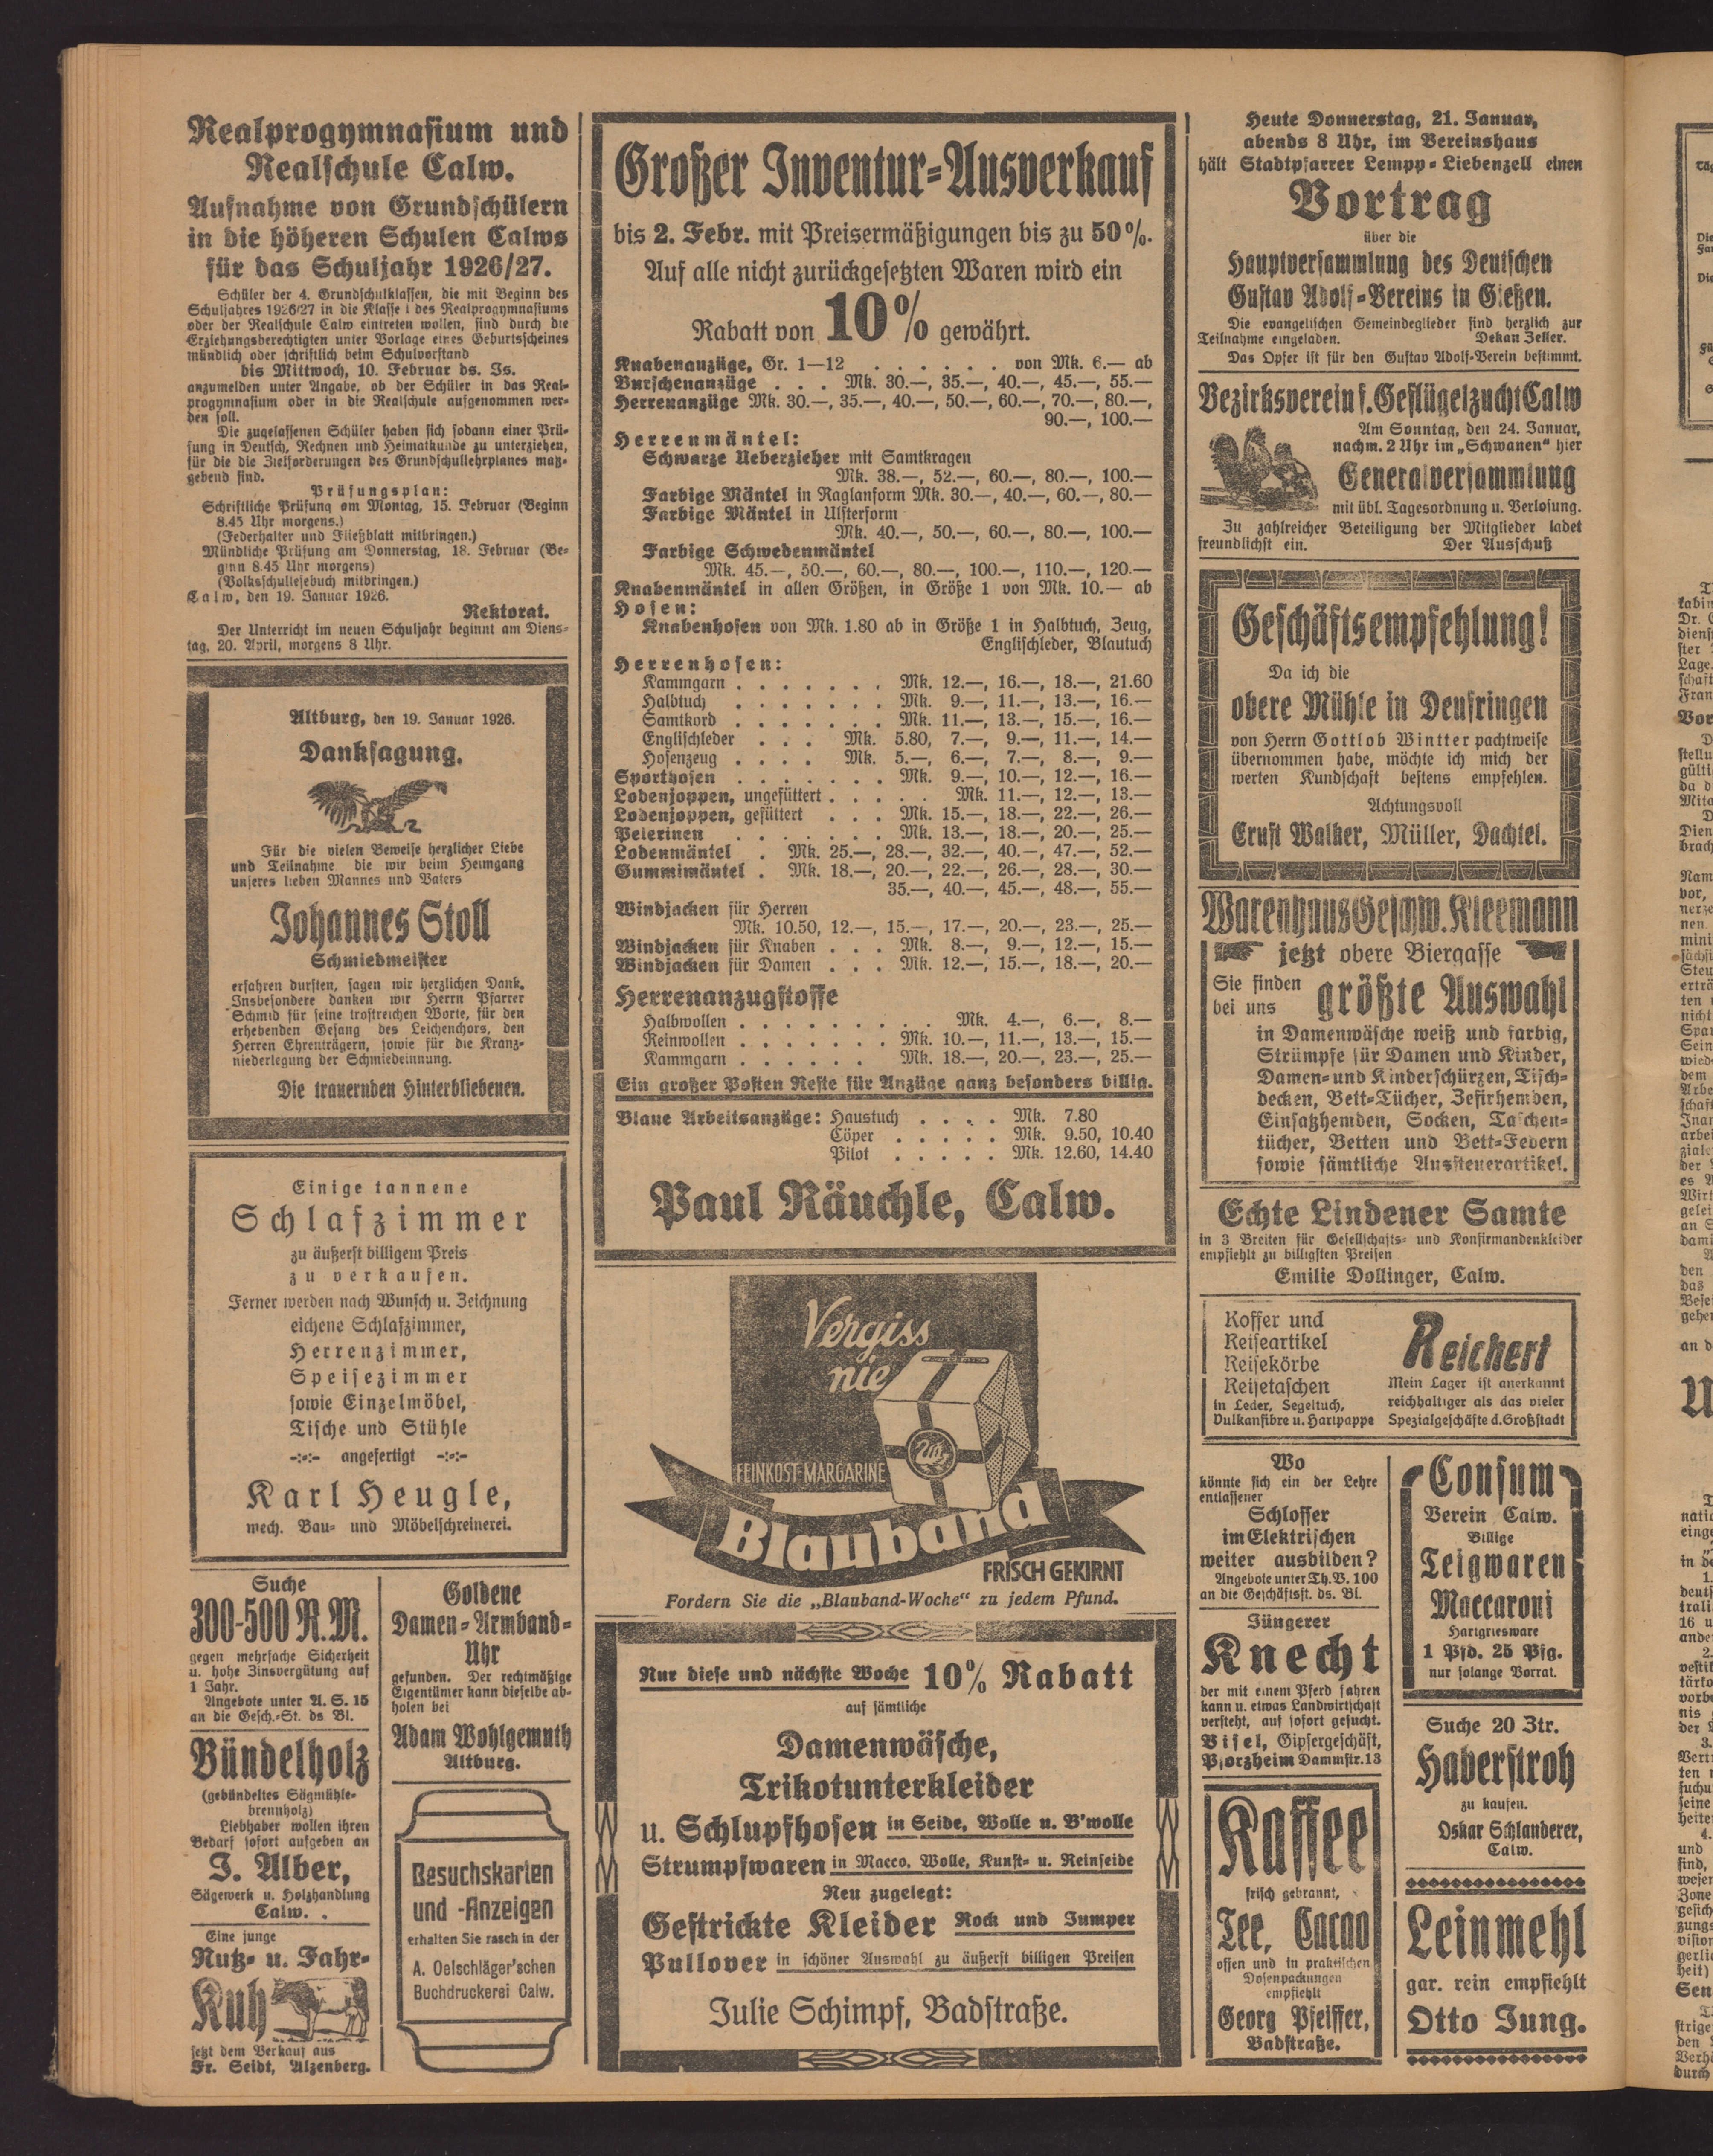 Realprogymnasium und
Realschule Calw.
Aufnahme von Grundschülern
in die höheren Schulen Calws
für das Schuljahr 1926/27.
Schüler der 4. Grundschulklassen, die mit Beginn des
Schuljahres 1926/27 in die Klasse I des Realprogymnasiums
oder der Realschule Calw eintreten wollen, sind durch die
Erziehungsberechtigten unter Vorlage eines Geburtsscheines
mündlich oder schriftlich beim Schulvorstand
bis Mittwoch, 10. Februar ds. Js.
anzumelden unter Angabe, ob der Schüler in das Real-
progymnasium oder in die Realschule aufgenommen wer-
den soll.
Die zugelassenen Schüler haben sich sodann einer Prü-
fung in Deutsch, Rechnen und Heimatkunde zu unterziehen,
für die die Zielforderungen des Grundschullehrplanes maß-
gebend sind.
Prüfungsplan:
Schriftliche Prüfung am Montag, 15. Februar (Beginn
8.45 Uhr morgens.)
(Federhalter und Fließblatt mitbringen.)
Mündliche Prüfung am Donnerstag, 18. Februar (Be-
ginn 8.45 Uhr morgens)
(Volksschullesebuch mitbringen.)
Calw, den 19. Januar 1926.
Rektorat.
Der Unterricht im neuen Schuljahr beginnt am Diens-
tag, 20. April, morgens 8 Uhr.
Altburg, den 19. Januar 1926.
Danksagung.
Für die vielen Beweise herzlicher Liebe
und Teilnahme die wir beim Heimgang
unseres lieben Mannes und Vaters
Johannes Stoll
Schmiedmeister
erfahren durften, sagen wir herzlichen Dank.
Insbesondere danken wir Herrn Pfarrer
Schmid für seine trostreichen Worte, für den
erhebenden Gesang des Leichenchors, den
Herren Ehrenträgern, sowie für die Kranz-
niederlegung der Schmiedeinnung.
Die trauernden Hinterbliebenen.
Einige tannene
Schlafzimmer
zu äußerst billigem Preis
zu verkaufen.
Ferner werden nach Wunsch u. Zeichnung
eichene Schlafzimmer,
Herrenzimmer,
Speisezimmer
sowie Einzelmöbel,
Tische und Stühle
-:-:- angefertigt -:-:-
Karl Heugle,
mech. Bau- und Möbelschreinerei.
Suche
300-500 R.M.
gegen mehrfache Sicherheit
u. hohe Zinsvergütung auf
1 Jahr.
Angebote unter A. S. 15
an die Gesch.-St. ds Bl.
Bündelholz
(gebündeltes Sägmühle-
brennholz)
Liebhaber wollen ihren
Bedarf sofort aufgeben an
J. Alber,
Sägewerk u. Holzhandlung
Calw.
Eine junge
Nutz- u. Fahr-
Kuh
setzt dem Verkauf aus
Fr. Seidt, Alzenberg.
Goldene
Damen-Armband-
Uhr
gefunden. Der rechtmäßige
Eigentümer kann dieselbe ab-
holen bei
Adam Wohlgemuth
Altburg.
Besuchskarten
und -Anzeigen
erhalten Sie rasch in der
A. Oelschläger'schen
Buchdruckerei Calw.
Großer Inventur-Ausverkauf
bis 2. Febr. mit Preisermäßigungen bis zu 50%.
Auf alle nicht zurückgesetzten Waren wird ein
Rabatt von 10% gewährt.
Knabenanzüge, Gr. 1—12 . . . . . . von Mk. 6.— ab
Burschenanzüge . . . Mk. 30.—, 35.—, 40.—, 45.—, 55.—
Herrenanzüge Mk. 30.—, 35.—, 40.—, 50.—, 60.—, 70.—, 80.—,
90.—, 100.—
Herrenmäntel:
Schwarze Ueberzieher mit Samtkragen
Mk. 38.—, 52.—, 60.—, 80.—, 100.—
Farbige Mäntel in Raglanform Mk. 30.—, 40.—, 60.—, 80.—
Farbige Mäntel in Ulsterform
Mk. 40.—, 50.—, 60.—, 80.—, 100.—
Farbige Schwedenmäntel
Mk. 45.—, 50.—, 60.—, 80.—, 100.—, 110.—, 120.—
Knabenmäntel in allen Größen, in Größe 1 von Mk. 10.— ab
Hosen:
Knabenhosen von Mk. 1.80 ab in Größe 1 in Halbtuch, Zeug,
Englischleder, Blautuch
Herrenhosen:
Kammgarn . . . . . . . Mk. 12.—, 16.—, 18.—, 21.60
Halbtuch . . . . . . . Mk. 9.—, 11.—, 13.—, 16.—
Samtkord . . . . . . . Mk. 11.—, 13.—, 15.—, 16.—
Englischleder . . . Mk. 5.80, 7.—, 9.—, 11.—, 14.—
Hosenzeug . . . . Mk. 5.—, 6.—, 7.—, 8.—, 9.—
Sporthosen . . . . . . . Mk. 9.—, 10.—, 12.—, 16.—
Lodenjoppen, ungefüttert . . . . . Mk. 11.—, 12.—, 13.—
Lodenjoppen, gefüttert . . . Mk. 15.—, 18.—, 22.—, 26.—
Pelerinen . . . . . . . Mk. 13.—, 18.—, 20.—, 25.—
Lodenmäntel . Mk. 25.—, 28.—, 32.—, 40.—, 47.—, 52.—
Gummimäntel . Mk. 18.—, 20.—, 22.—, 26.—, 28.—, 30.—
35.—, 40.—, 45.—, 48.—, 55.—
Windjacken für Herren
Mk. 10.50, 12.—, 15.—, 17.—, 20.—, 23.—, 25.—
Windjacken für Knaben . . . Mk. 8.—, 9.—, 12.—, 15.—
Windjacken für Damen . . . Mk. 12.—, 15.—, 18.—, 20.—
Herrenanzugstoffe
Halbwollen . . . . . . . . . Mk. 4.—, 6.—, 8.—
Reinwollen . . . . . . . Mk. 10.—, 11.—, 13.—, 15.—
Kammgarn . . . . . . Mk. 18.—, 20.—, 23.—, 25.—
Ein großer Posten Reste für Anzüge ganz besonders billig.
Blaue Arbeitsanzüge: Haustuch . . . . Mk. 7.80
Cöper . . . . . Mk. 9.50, 10.40
Pilot . . . . . Mk. 12.60, 14.40
Paul Räuchle, Calw.
Vergiss
nie
FEINKOST-MARGARINE
Blauband
FRISCH GEKIRNT
Fordern Sie die „Blauband-Woche“ zu jedem Pfund.
Nur diese und nächste Woche 10% Rabatt
auf sämtliche
Damenwäsche,
Trikotunterkleider
u. Schlupfhosen in Seide, Wolle u. B'wolle
Strumpfwaren in Macco, Wolle, Kunst- u. Reinseide
Neu zugelegt:
Gestrickte Kleider Rock und Jumper
Pullover in schöner Auswahl zu äußerst billigen Preisen
Julie Schimpf, Badstraße.
Heute Donnerstag, 21. Januar,
abends 8 Uhr, im Vereinshaus
hält Stadtpfarrer Lempp-Liebenzell einen
Vortrag
über die
Hauptversammlung des Deutschen
Gustav Adolf-Vereins in Gießen.
Die evangelischen Gemeindeglieder sind herzlich zur
Teilnahme eingeladen. Dekan Zeller.
Das Opfer ist für den Gustav Adolf-Verein bestimmt.
Bezirksverein f. Geflügelzucht Calw
Am Sonntag, den 24. Januar,
nachm. 2 Uhr im „Schwanen“ hier
Generalversammlung
mit übl. Tagesordnung u. Verlosung.
Zu zahlreicher Beteiligung der Mitglieder ladet
freundlichst ein. Der Ausschuß
Geschäftsempfehlung!
Da ich die
obere Mühle in Deufringen
von Herrn Gottlob Wintter pachtweise
übernommen habe, möchte ich mich der
werten Kundschaft bestens empfehlen.
Achtungsvoll
Ernst Walker, Müller, Dachtel.
Warenhaus Geschw. Kleemann
jetzt obere Biergasse
Sie finden
bei uns größte Auswahl
in Damenwäsche weiß und farbig,
Strümpfe für Damen und Kinder,
Damen- und Kinderschürzen, Tisch-
decken, Bett-Tücher, Zefirhemden,
Einsatzhemden, Socken, Taschen-
tücher, Betten und Bett-Federn
sowie sämtliche Aussteuerartikel.
Echte Lindener Samte
in 3 Breiten für Gesellschafts- und Konfirmandenkleider
empfiehlt zu billigsten Preisen
Emilie Dollinger, Calw.
Koffer und
Reiseartikel
Reisekörbe
Reisetaschen
in Leder, Segeltuch,
Vulkanfibre u. Hartpappe
Reichert
Mein Lager ist anerkannt
reichhaltiger als das vieler
Spezialgeschäfte d. Großstadt
Wo
könnte sich ein der Lehre
entlassener
Schlosser
im Elektrischen
weiter ausbilden?
Angebote unter Th. B. 100
an die Geschäftsst. ds. Bl.
Jüngerer
Knecht
der mit einem Pferd fahren
kann u. etwas Landwirtschaft
versteht, auf sofort gesucht.
Bisel, Gipsergeschäft,
Pforzheim Dammstr. 13
Kaffee
frisch gebrannt,
Tee, Cacao
offen und in praktischen
Dosenpackungen
empfiehlt
Georg Pfeiffer,
Badstraße.
Consum
Verein Calw.
Billige
Teigwaren
Maccaroni
Hartgriesware
1 Pfd. 25 Pfg.
nur solange Vorrat.
Suche 20 Ztr.
Haberstroh
zu kaufen.
Oskar Schlanderer,
Calw.
Leinmehl
gar. rein empfiehlt
Otto Jung.